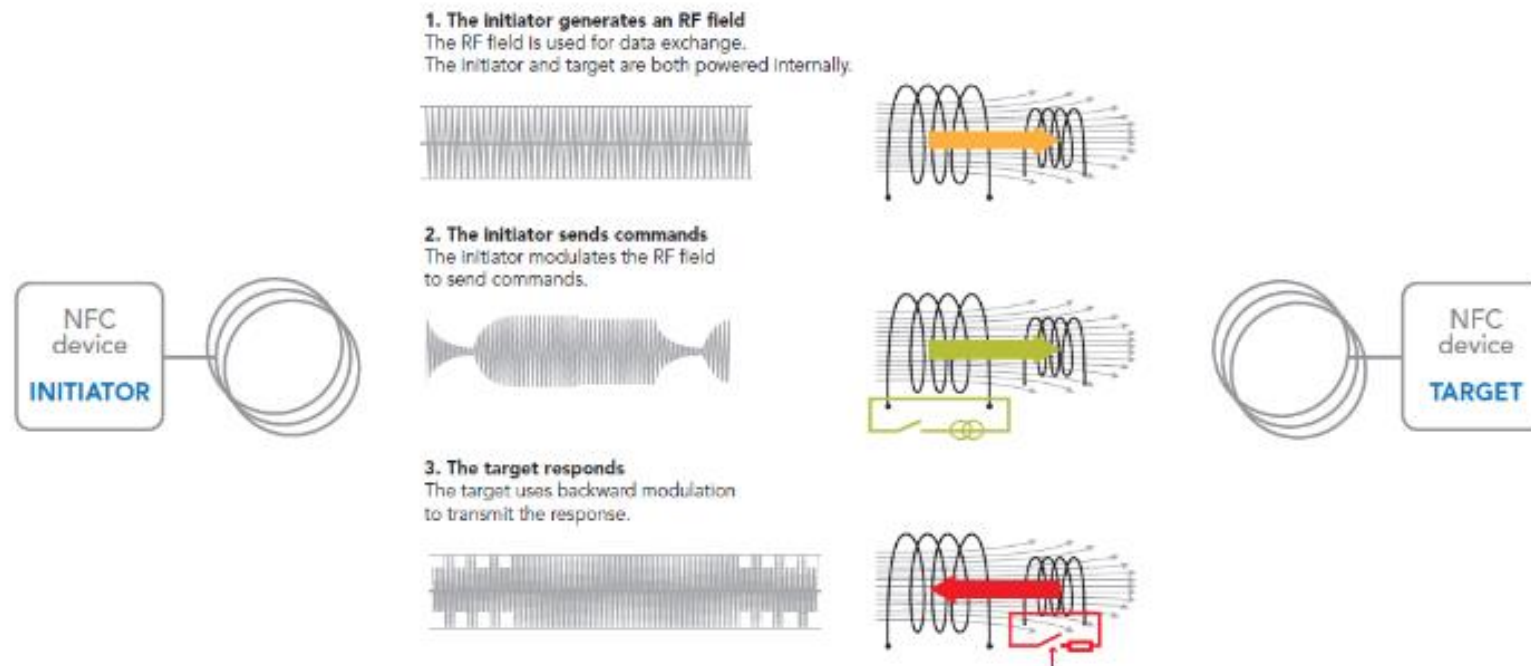 1. The initiator generates an RF field
The RF field is used for data exchange.
The initiator and target are both powered internally.
2. The initiator sends commands
The initiator modulates the RF field
to send commands.
NFC
device
INITIATOR
NFC
device
TARGET
3. The target responds
The target uses backward modulation
to transmit the response.